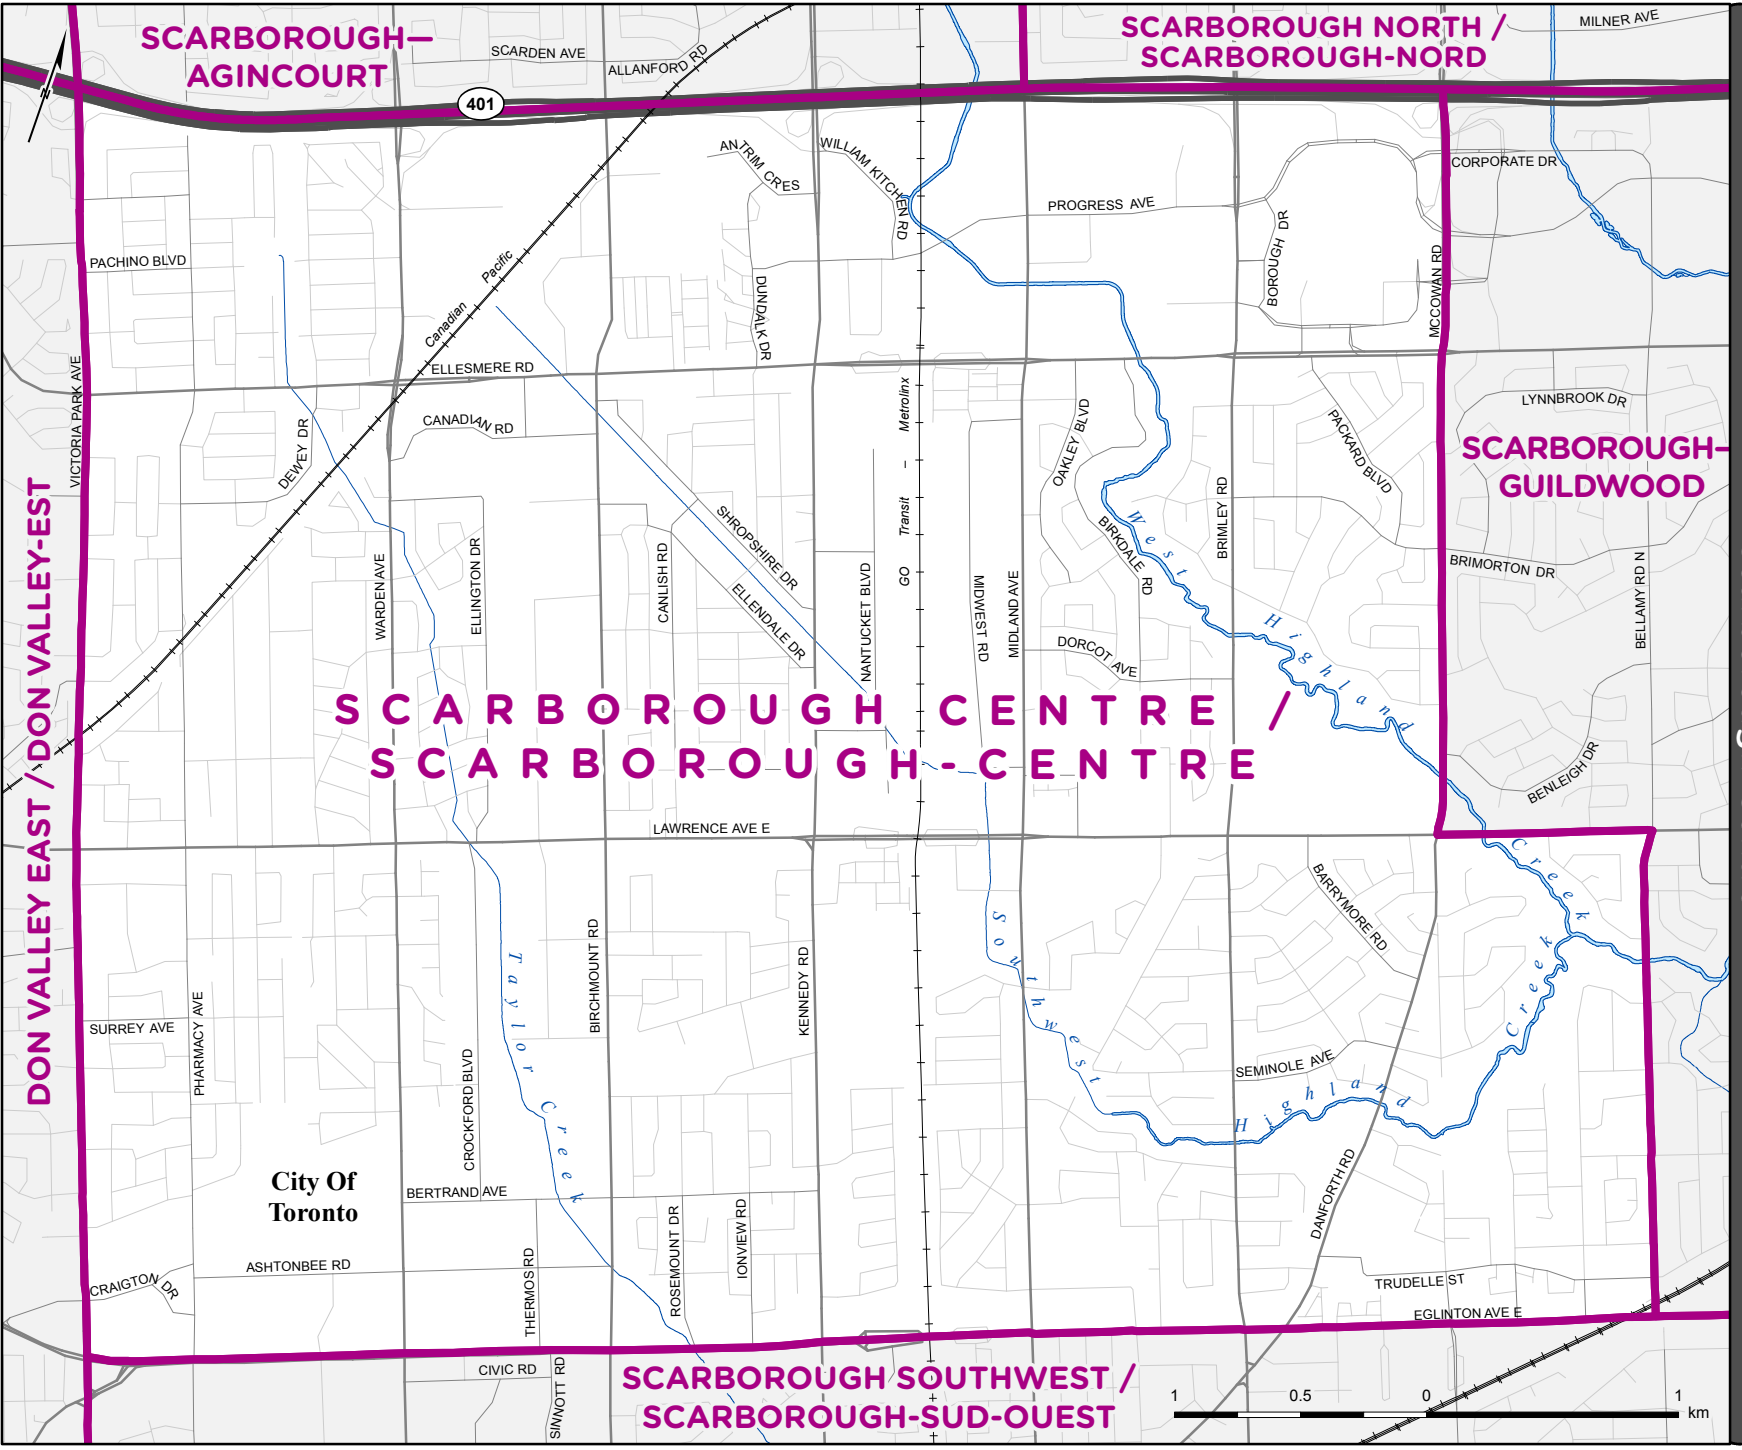 SCARBOROUGH—
AGINCOURT
SCARBOROUGH NORTH /
SCARBOROUGH-NORD
MILNER AVE
SCARDEN AVE
ALLANFORD RD
401
N
ANTRIM CRES
WILLIAM KITCHEN RD
CORPORATE DR
PROGRESS AVE
BOROUGH DR
MCCOWAN RD
PACHINO BLVD
Canadian Pacific
DUNDALK DR
ELLESMERE RD
VICTORIA PARK AVE
CANADIAN RD
DEWEY DR
GO Transit – Metrolinx
OAKLEY BLVD
PACKARD BLVD
LYNNBROOK DR
SCARBOROUGH–
GUILDWOOD
DON VALLEY EAST / DON VALLEY-EST
WARDEN AVE
ELLINGTON DR
CANLISH RD
SHROPSHIRE DR
ELLENDALE DR
NANTUCKET BLVD
MIDWEST RD
MIDLAND AVE
BIRKDALE RD
BRIMLEY RD
BRIMORTON DR
BELLAMY RD N
DORCOT AVE
West Highland Creek
SCARBOROUGH CENTRE /
SCARBOROUGH-CENTRE
BENLEIGH DR
LAWRENCE AVE E
BARRYMORE RD
SURREY AVE
PHARMACY AVE
CROCKFORD BLVD
Taylor Creek
BIRCHMOUNT RD
KENNEDY RD
Southwest Highland Creek
SEMINOLE AVE
DANFORTH RD
City Of
Toronto
BERTRAND AVE
ASHTONBEE RD
CRAIGTON DR
THERMOS RD
ROSEMOUNT DR
IONVIEW RD
TRUDELLE ST
EGLINTON AVE E
CIVIC RD
SINNOTT RD
SCARBOROUGH SOUTHWEST /
SCARBOROUGH-SUD-OUEST
1 0.5 0 1
km